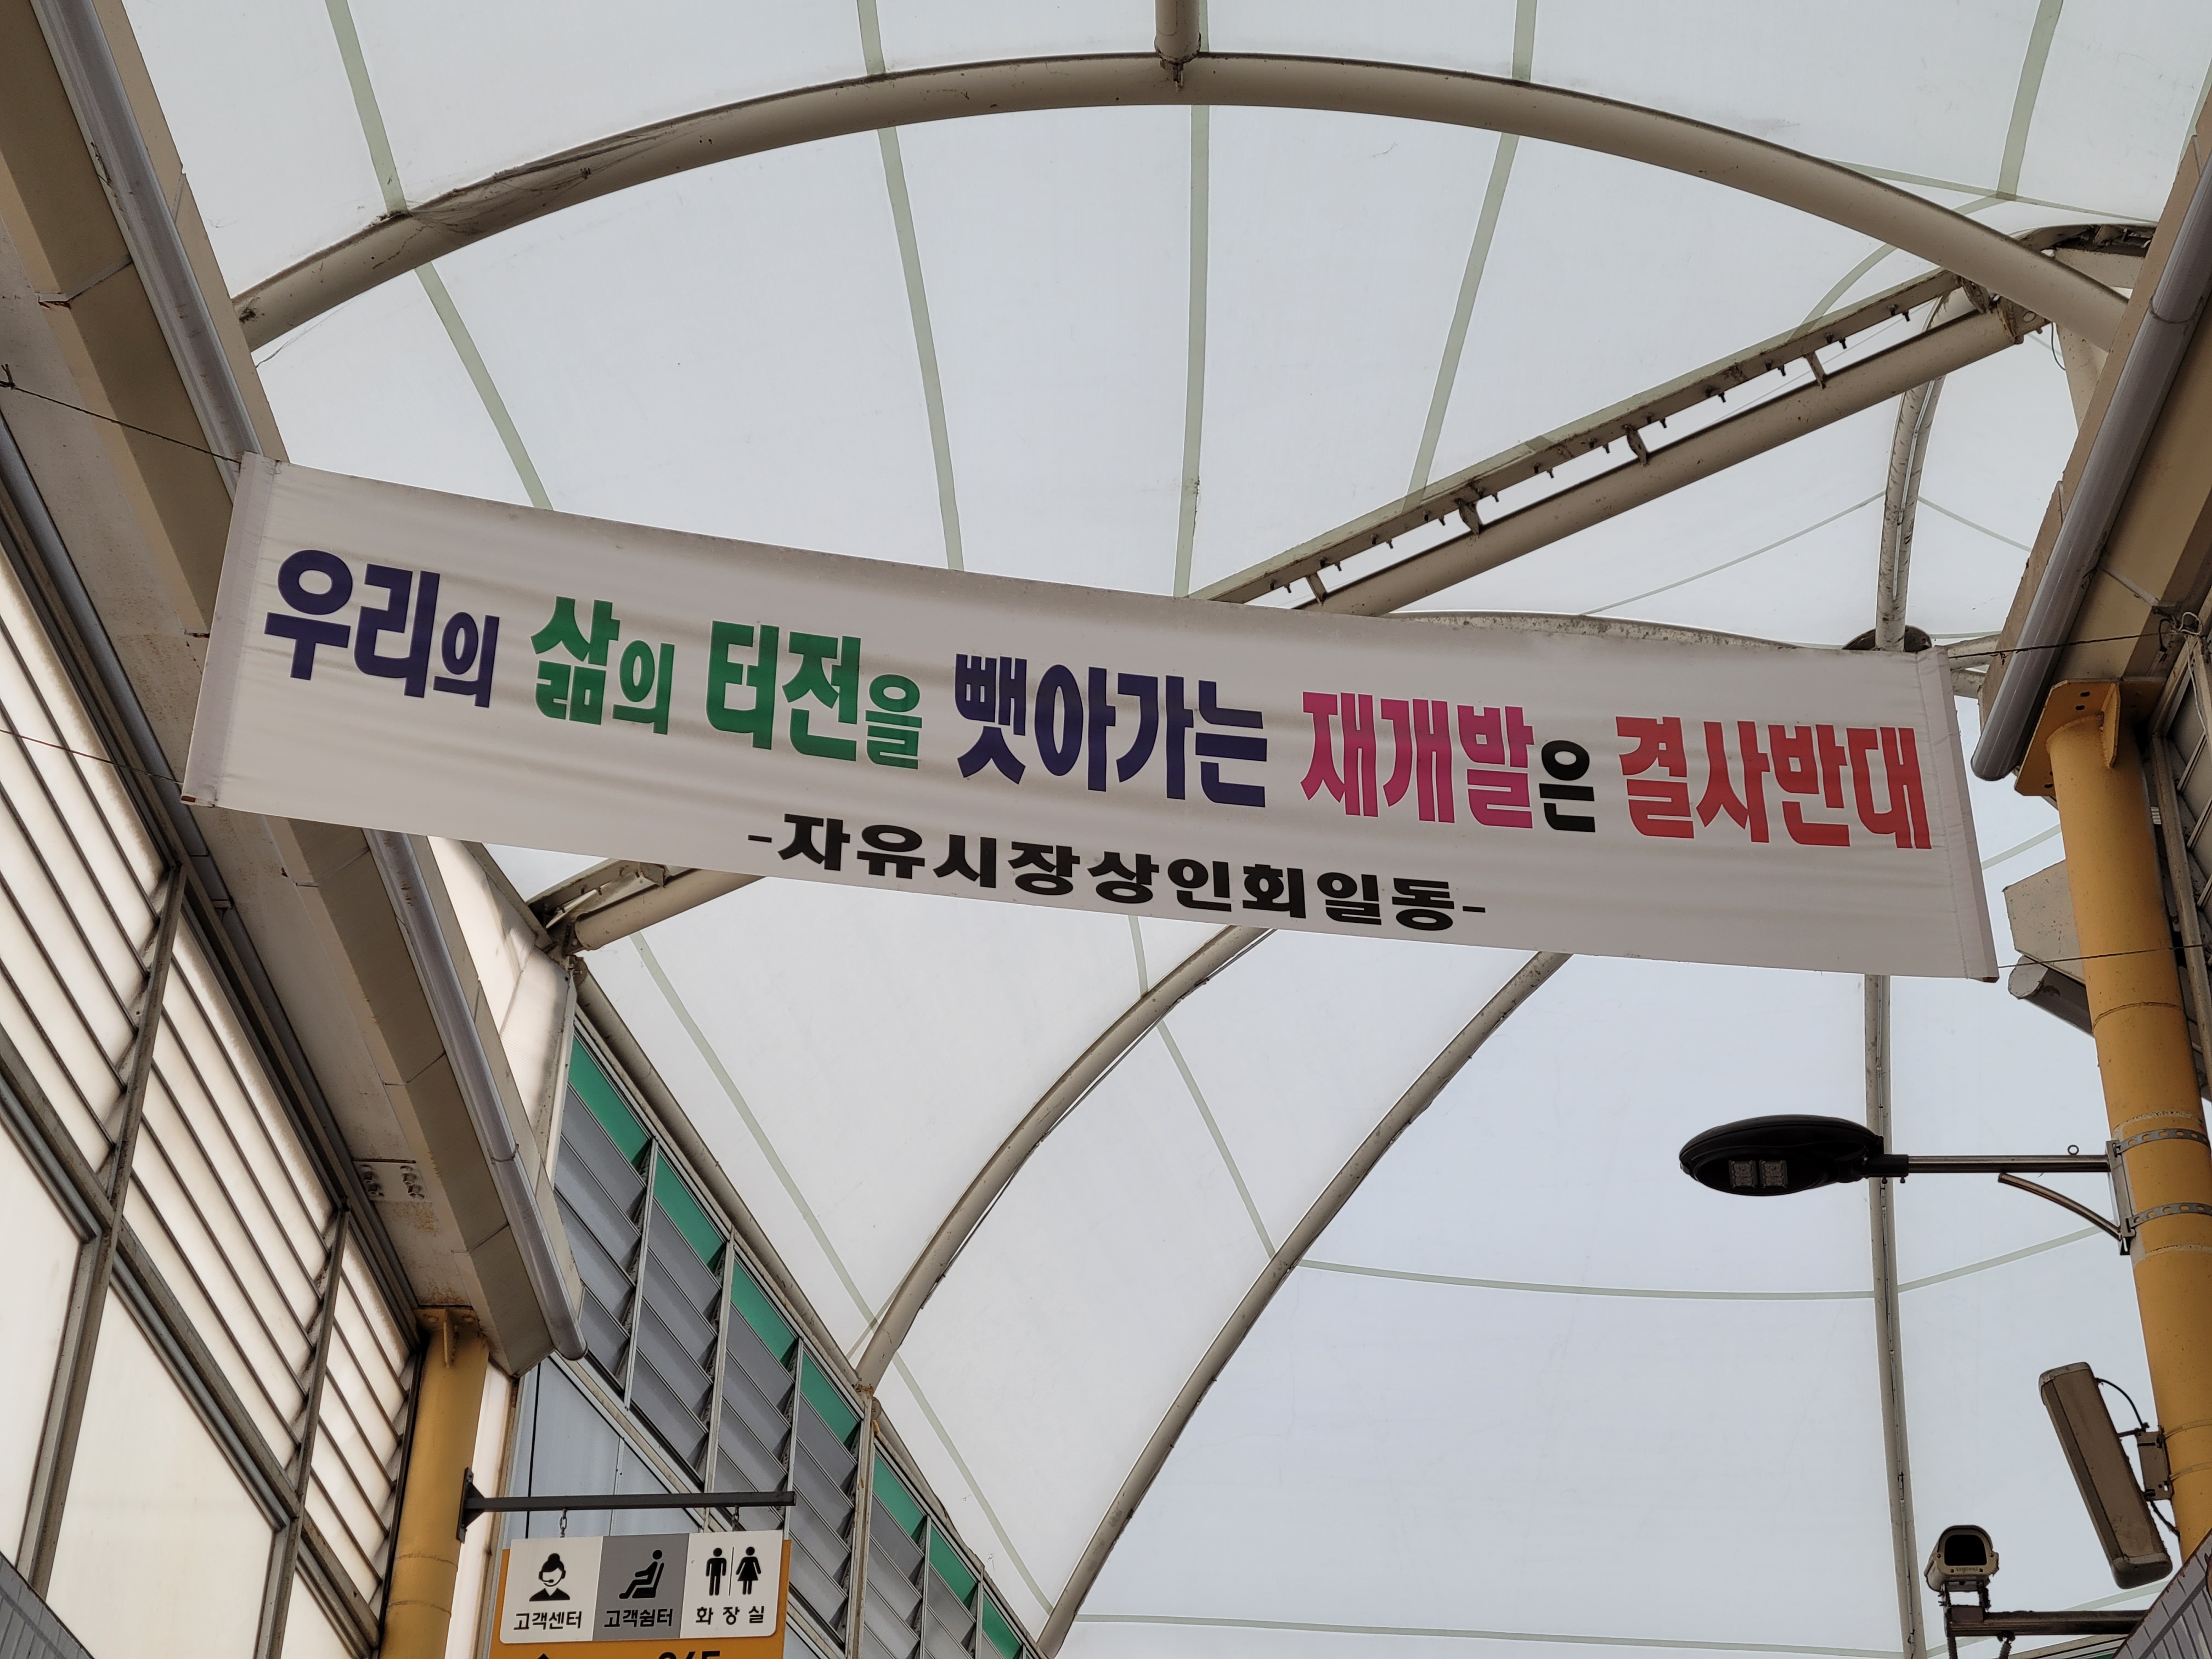 우리의 삶의 터전을 뺏아가는 재개발은 결사반대
-자유시장상인회일동-
고객센터 고객쉼터 화장실